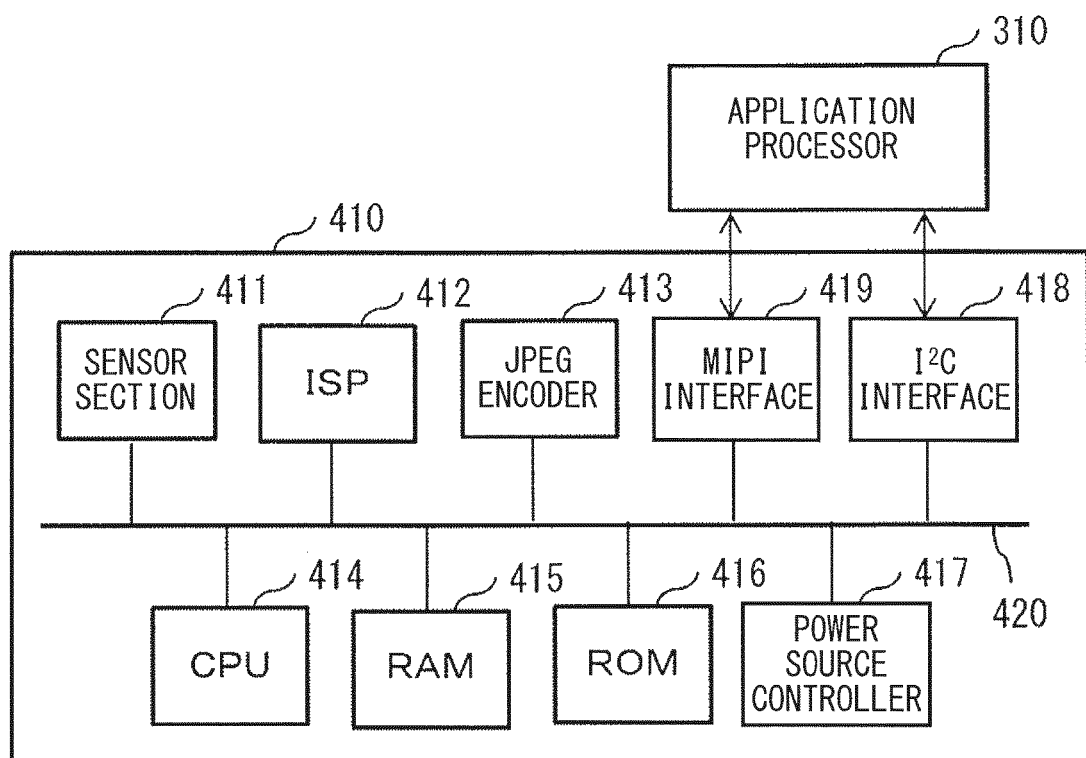 310
APPLICATION
PROCESSOR
410
411
412
413
419
418
SENSOR
SECTION
ISP
JPEG
ENCODER
MIPI
INTERFACE
I²C
INTERFACE
414
415
416
417
420
CPU
RAM
ROM
POWER
SOURCE
CONTROLLER